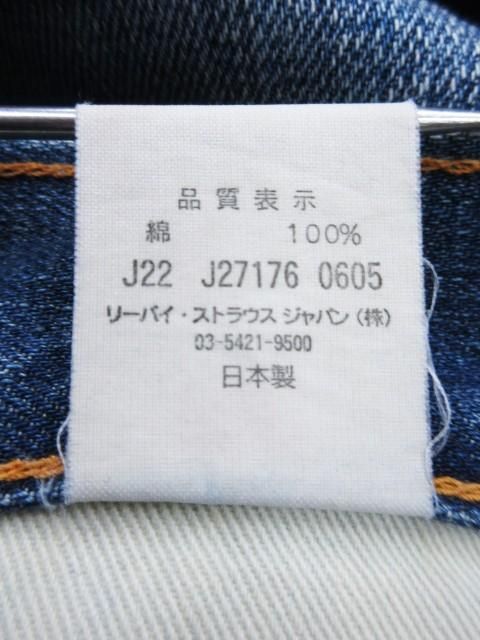 品質表示
綿 100%
J22 J27176 0605
リーバイ・ストラウス ジャパン(株)
03-5421-9500
日本製